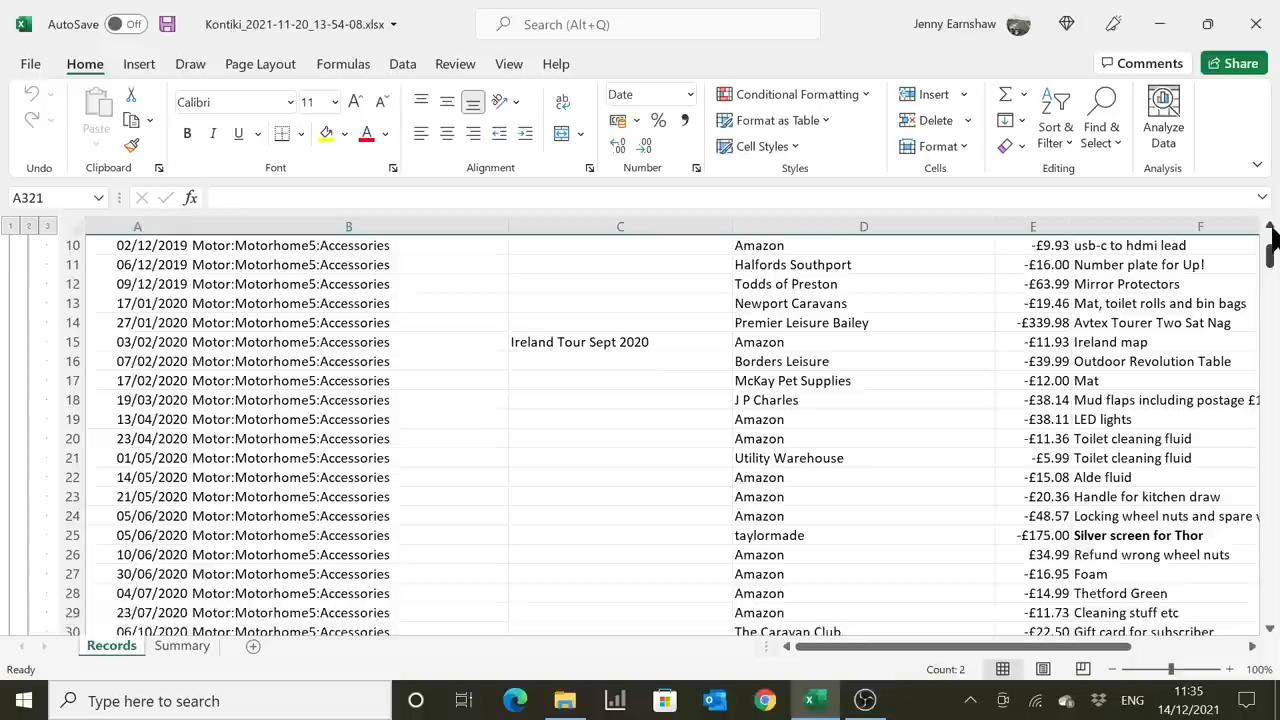 AutoSave Off Kontiki_2021-11-20_13-54-08.xlsx Search (Alt+Q) Jenny Earnshaw
File Home Insert Draw Page Layout Formulas Data Review View Help Comments Share
Paste Calibri 11 B I U A Date % , Conditional Formatting Format as Table Cell Styles Insert Delete Format Sort & Filter Find & Select Analyze Data
Undo Clipboard Font Alignment Number Styles Cells Editing Analysis
A321 fx
1 2 3 A B C D E F
10 02/12/2019 Motor:Motorhome5:Accessories Amazon -£9.93 usb-c to hdmi lead
11 06/12/2019 Motor:Motorhome5:Accessories Halfords Southport -£16.00 Number plate for Up!
12 09/12/2019 Motor:Motorhome5:Accessories Todds of Preston -£63.99 Mirror Protectors
13 17/01/2020 Motor:Motorhome5:Accessories Newport Caravans -£19.46 Mat, toilet rolls and bin bags
14 27/01/2020 Motor:Motorhome5:Accessories Premier Leisure Bailey -£339.98 Avtex Tourer Two Sat Nag
15 03/02/2020 Motor:Motorhome5:Accessories Ireland Tour Sept 2020 Amazon -£11.93 Ireland map
16 07/02/2020 Motor:Motorhome5:Accessories Borders Leisure -£39.99 Outdoor Revolution Table
17 17/02/2020 Motor:Motorhome5:Accessories McKay Pet Supplies -£12.00 Mat
18 19/03/2020 Motor:Motorhome5:Accessories J P Charles -£38.14 Mud flaps including postage £1
19 13/04/2020 Motor:Motorhome5:Accessories Amazon -£38.11 LED lights
20 23/04/2020 Motor:Motorhome5:Accessories Amazon -£11.36 Toilet cleaning fluid
21 01/05/2020 Motor:Motorhome5:Accessories Utility Warehouse -£5.99 Toilet cleaning fluid
22 14/05/2020 Motor:Motorhome5:Accessories Amazon -£15.08 Alde fluid
23 21/05/2020 Motor:Motorhome5:Accessories Amazon -£20.36 Handle for kitchen draw
24 05/06/2020 Motor:Motorhome5:Accessories Amazon -£48.57 Locking wheel nuts and spare
25 05/06/2020 Motor:Motorhome5:Accessories taylormade -£175.00 Silver screen for Thor
26 10/06/2020 Motor:Motorhome5:Accessories Amazon £34.99 Refund wrong wheel nuts
27 30/06/2020 Motor:Motorhome5:Accessories Amazon -£16.95 Foam
28 04/07/2020 Motor:Motorhome5:Accessories Amazon -£14.99 Thetford Green
29 23/07/2020 Motor:Motorhome5:Accessories Amazon -£11.73 Cleaning stuff etc
30 06/10/2020 Motor:Motorhome5:Accessories The Caravan Club -£22.50 Gift card for subscriber
Records Summary
Ready Count: 2 100%
Type here to search ENG 11:35
14/12/2021